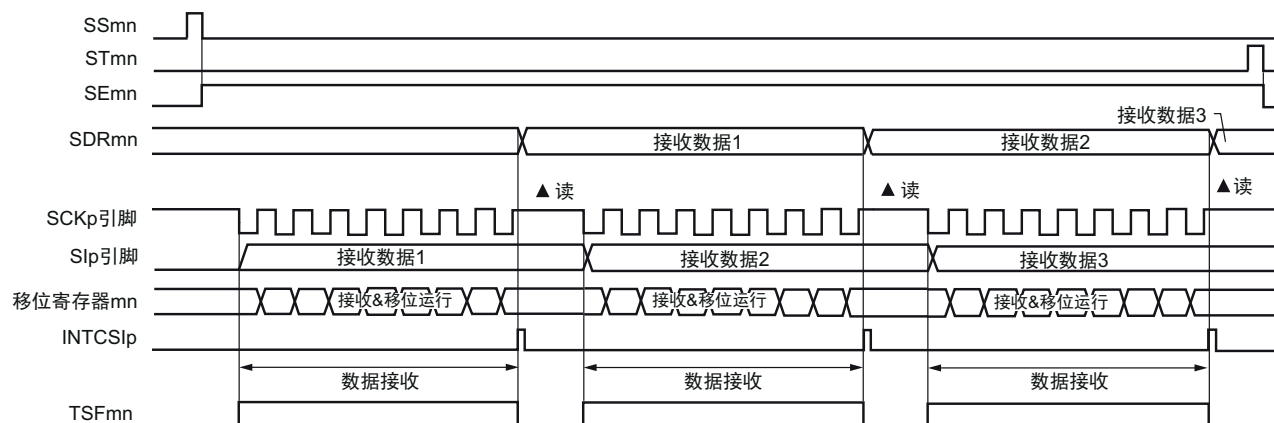 SSmn
STmn
SEmn
接收数据3
SDRmn 接收数据1 接收数据2
▲读 ▲读 ▲读
SCKp引脚
SIp引脚 接收数据1 接收数据2 接收数据3
移位寄存器mn 接收&移位运行 接收&移位运行 接收&移位运行
INTCSIp
数据接收 数据接收 数据接收
TSFmn